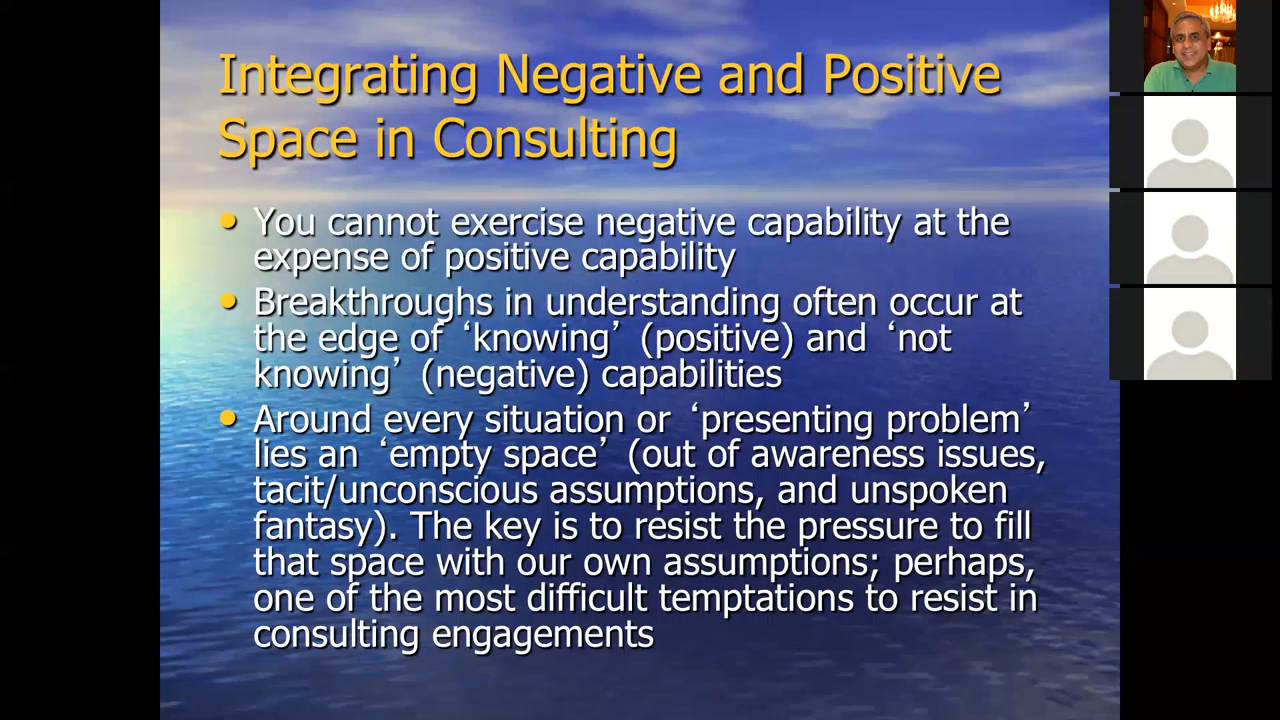 Integrating Negative and Positive
Space in Consulting
• You cannot exercise negative capability at the
expense of positive capability
• Breakthroughs in understanding often occur at
the edge of ‘knowing’ (positive) and ‘not
knowing’ (negative) capabilities
• Around every situation or ‘presenting problem’
lies an ‘empty space’ (out of awareness issues,
tacit/unconscious assumptions, and unspoken
fantasy). The key is to resist the pressure to fill
that space with our own assumptions; perhaps,
one of the most difficult temptations to resist in
consulting engagements